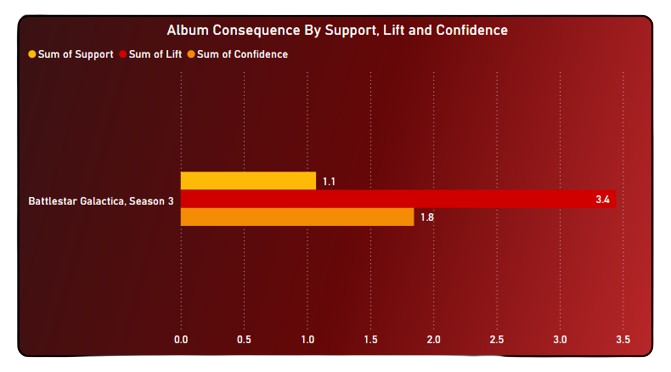 Album Consequence By Support, Lift and Confidence
Sum of Support Sum of Lift Sum of Confidence
1.1
Battlestar Galactica, Season 3 3.4
1.8
0.0 0.5 1.0 1.5 2.0 2.5 3.0 3.5